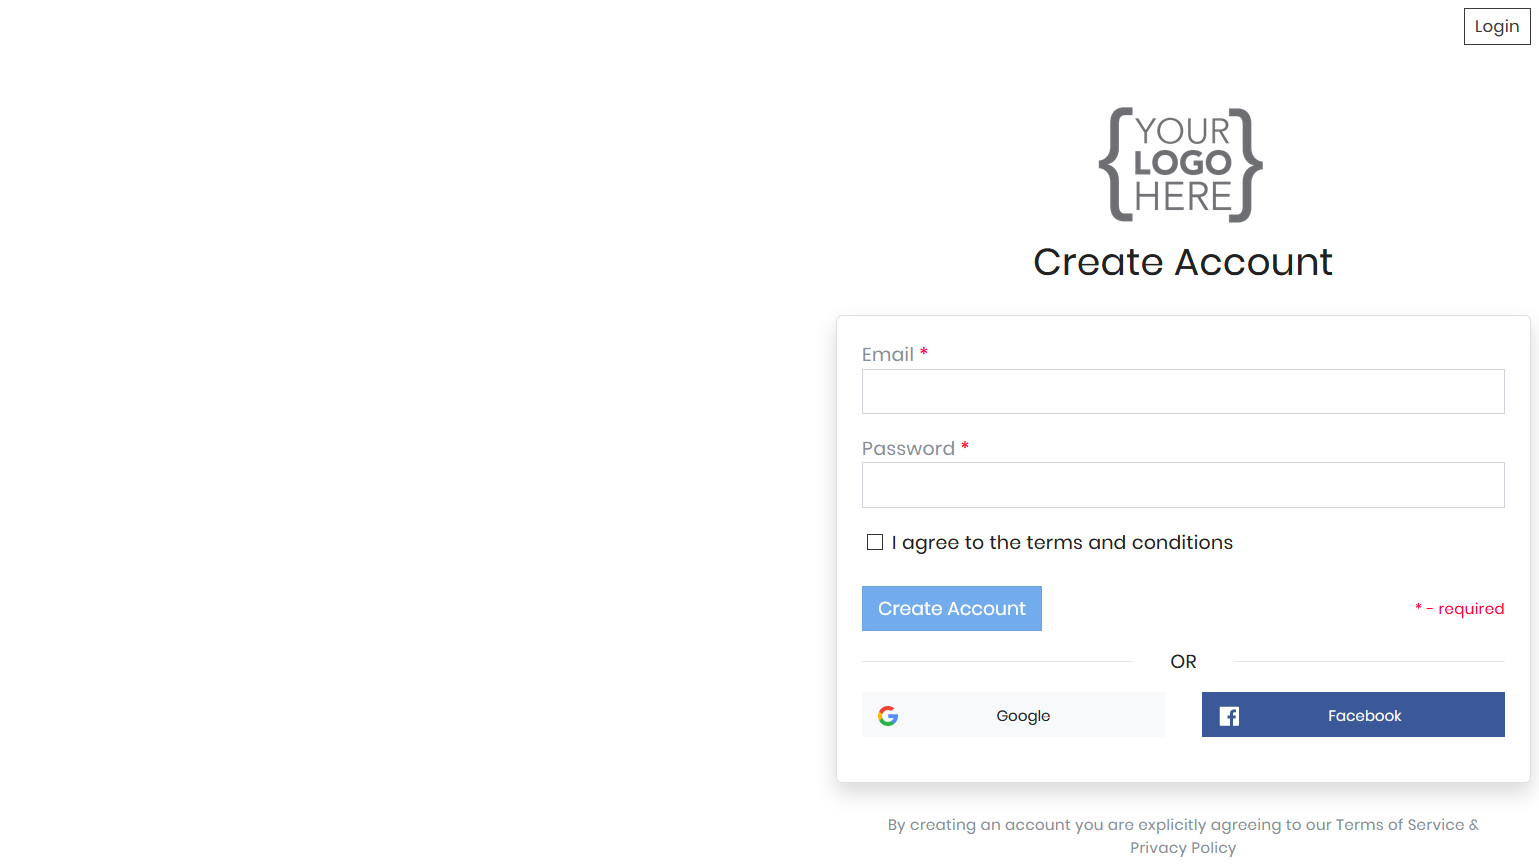 Login
{YOUR
LOGO
HERE}
Create Account
Email *
Password *
I agree to the terms and conditions
Create Account
* - required
OR
Google
Facebook
By creating an account you are explicitly agreeing to our Terms of Service &
Privacy Policy